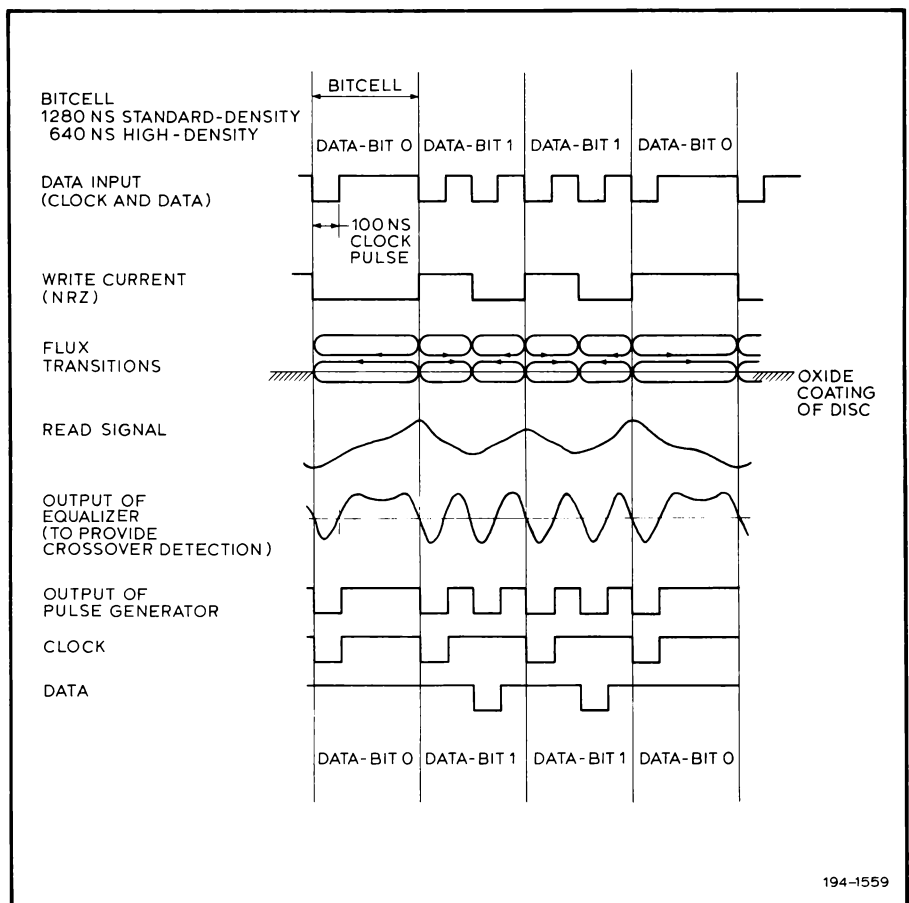 BITCELL
BITCELL
1280 NS STANDARD-DENSITY
640 NS HIGH-DENSITY
DATA-BIT 0 DATA-BIT 1 DATA-BIT 1 DATA-BIT 0
DATA INPUT
(CLOCK AND DATA)
100 NS
CLOCK
PULSE
WRITE CURRENT
(NRZ)
FLUX
TRANSITIONS
OXIDE
COATING
OF DISC
READ SIGNAL
OUTPUT OF
EQUALIZER
(TO PROVIDE
CROSSOVER DETECTION)
OUTPUT OF
PULSE GENERATOR
CLOCK
DATA
DATA-BIT 0 DATA-BIT 1 DATA-BIT 1 DATA-BIT 0
194-1559